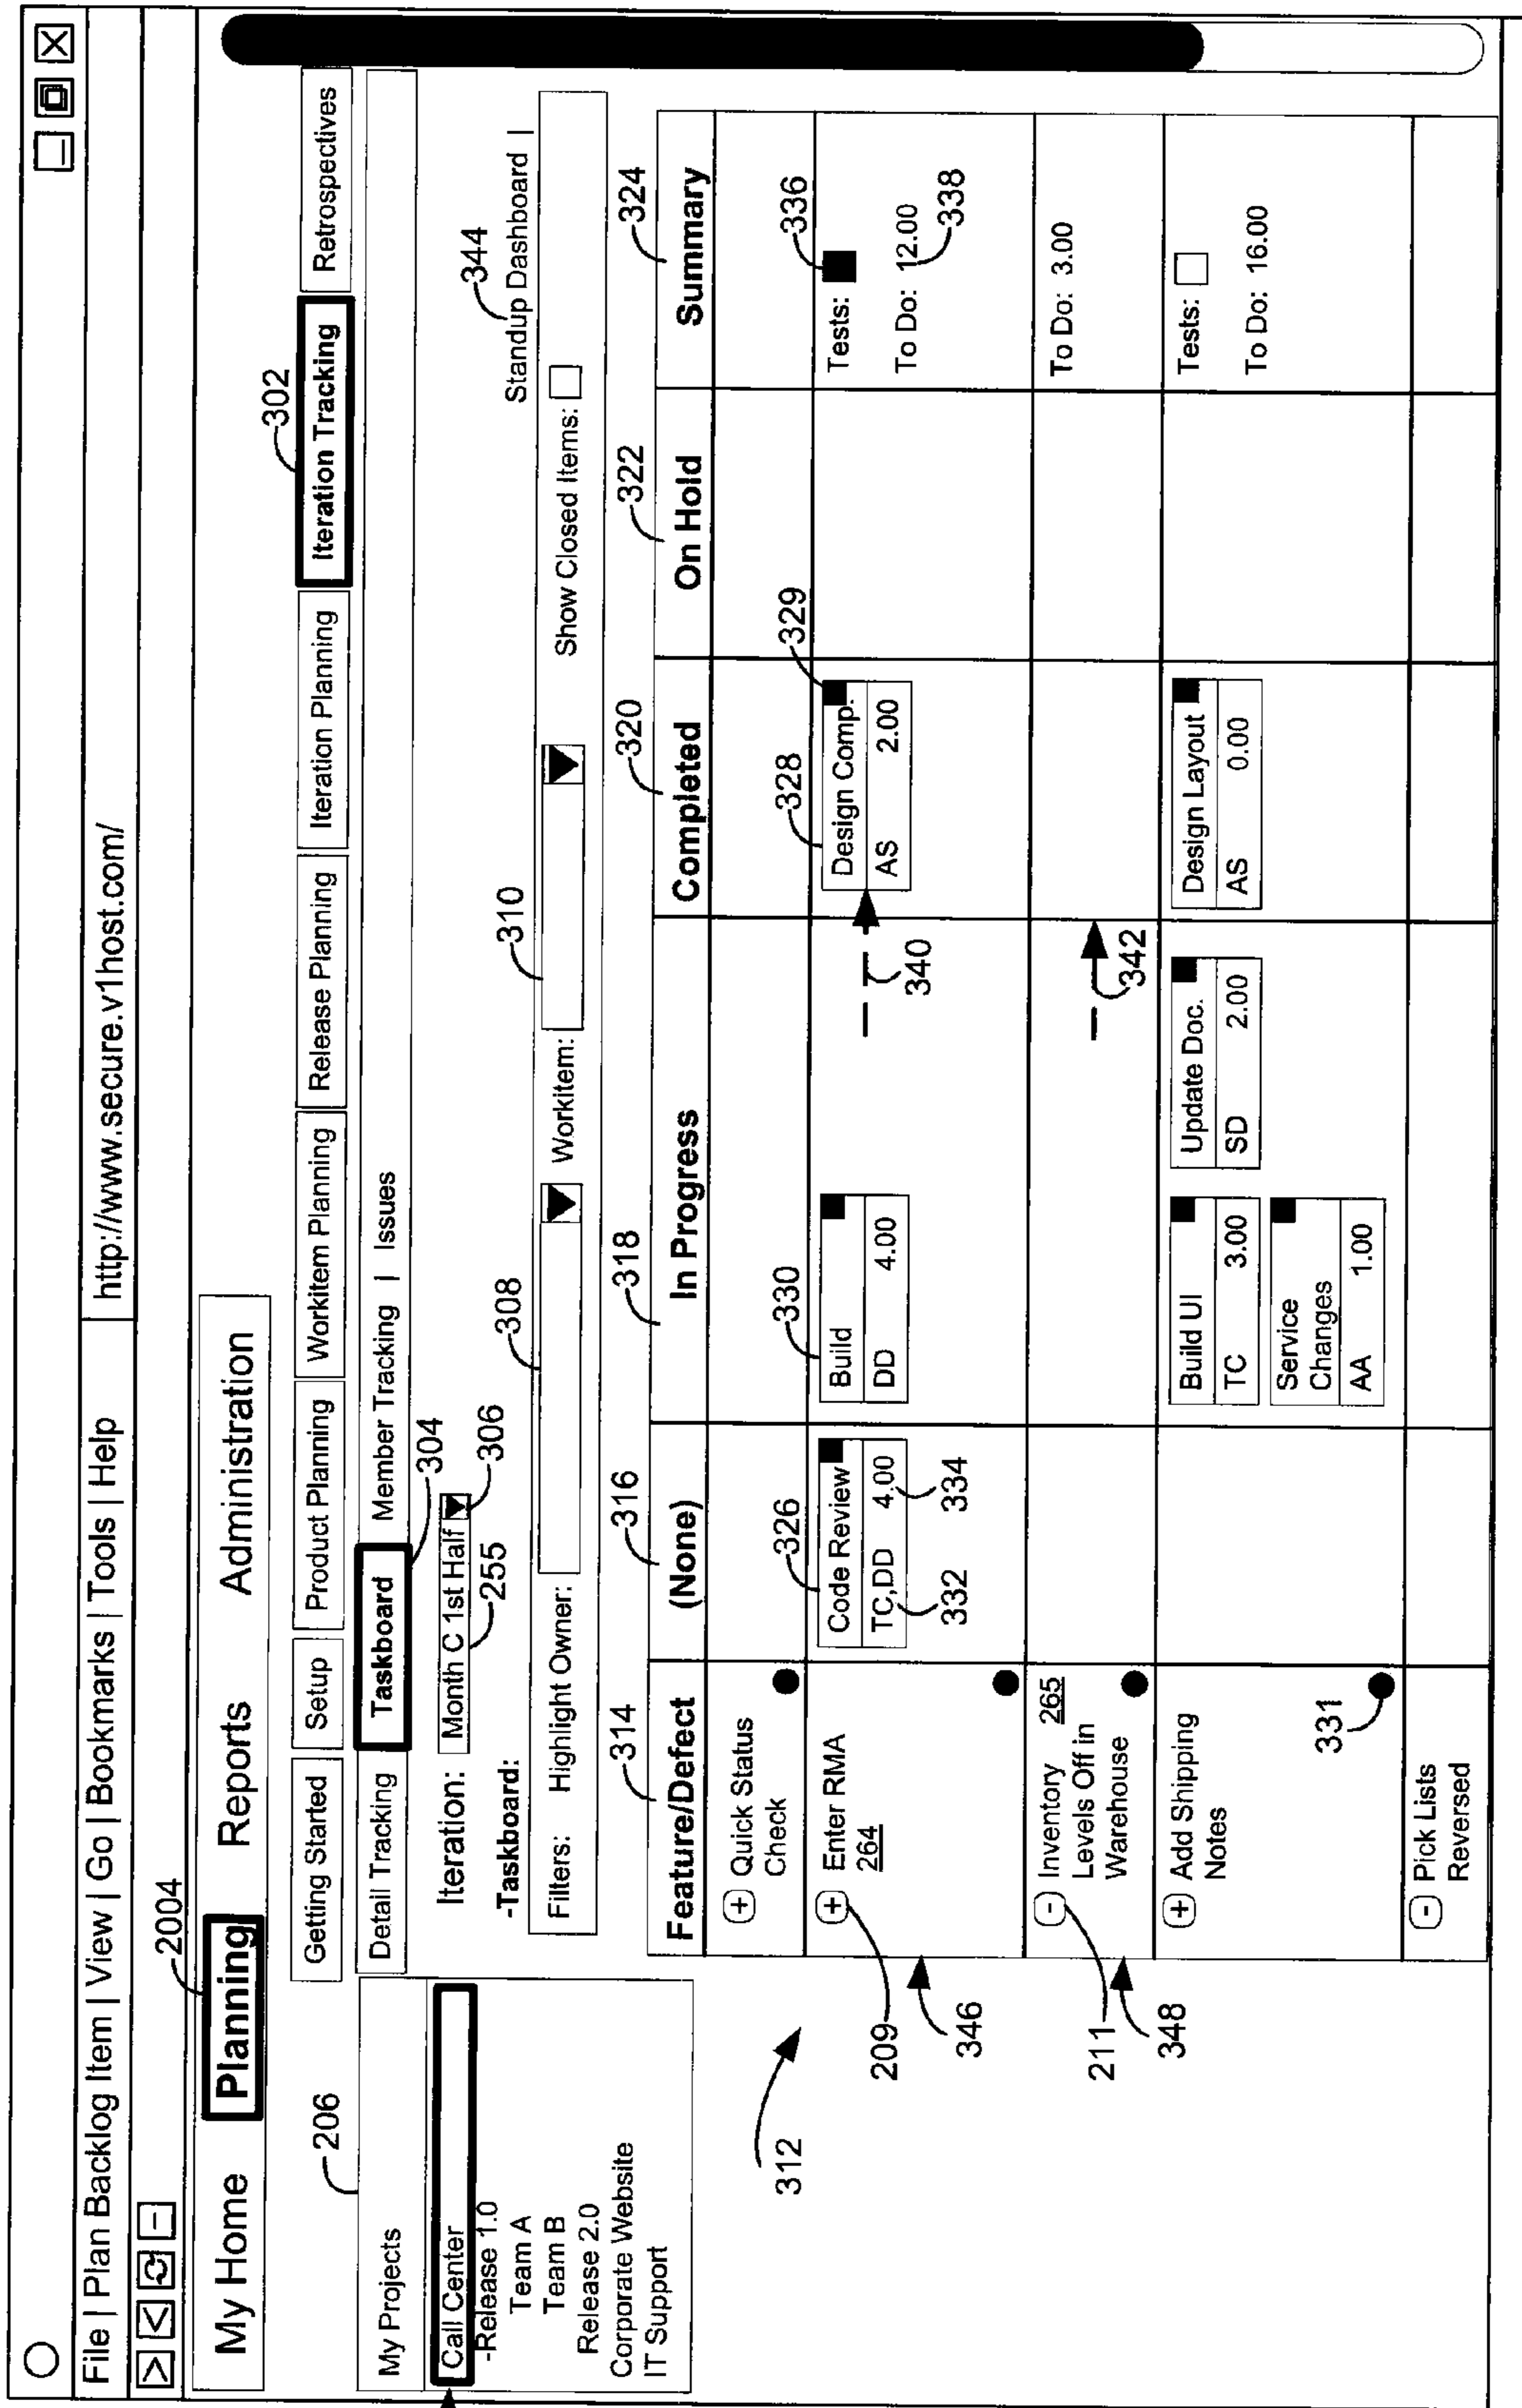 File | Plan Backlog Item | View | Go | Bookmarks | Tools | Help
http://www.secure.v1host.com/
2004
My Home Planning Reports Administration
302
Getting Started Setup Product Planning Workitem Planning Release Planning Iteration Planning Iteration Tracking Retrospectives
206
Detail Tracking Taskboard Member Tracking | Issues
304
My Projects
Call Center
-Release 1.0
Team A
Team B
Release 2.0
Corporate Website
IT Support
Iteration: Month C 1st Half
306
255
344
-Taskboard:
Standup Dashboard |
308
310
Filters: Highlight Owner: Workitem: Show Closed Items:
314 316 318 320 322 324
Feature/Defect (None) In Progress Completed On Hold Summary
312
+ Quick Status
Check
326 330 328 329 336
+ Enter RMA
264
Code Review
TC,DD 4.00
Build
DD 4.00
Design Comp.
AS 2.00
Tests:
To Do: 12.00
209
332 334
340
338
346
- Inventory 265
Levels Off in
Warehouse
To Do: 3.00
211
342
348
+ Add Shipping
Notes
Build UI
TC 3.00
Update Doc.
SD 2.00
Design Layout
AS 0.00
Tests:
To Do: 16.00
Service
Changes
AA 1.00
331
- Pick Lists
Reversed